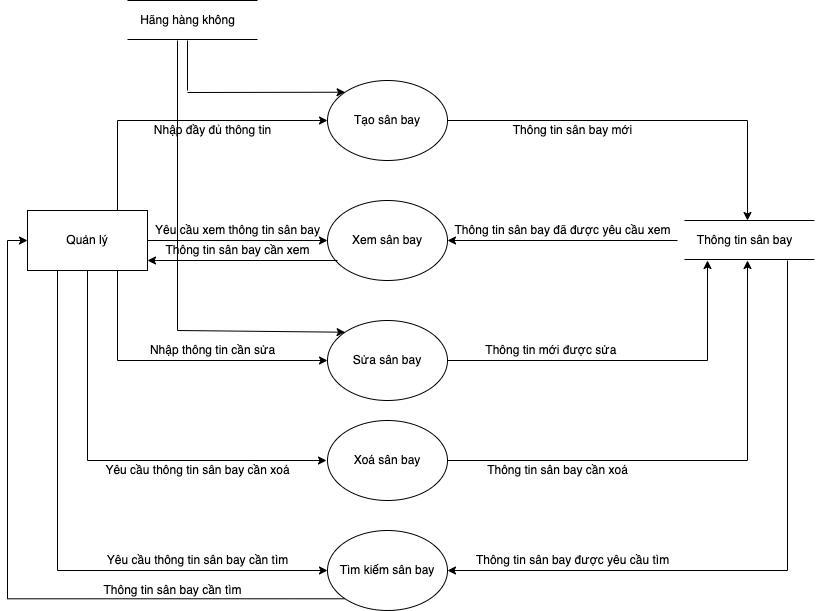 Hãng hàng không
Tạo sân bay
Nhập đầy đủ thông tin
Thông tin sân bay mới
Quản lý
Yêu cầu xem thông tin sân bay
Thông tin sân bay cần xem
Xem sân bay
Thông tin sân bay đã được yêu cầu xem
Thông tin sân bay
Nhập thông tin cần sửa
Sửa sân bay
Thông tin mới được sửa
Yêu cầu thông tin sân bay cần xoá
Xoá sân bay
Thông tin sân bay cần xoá
Yêu cầu thông tin sân bay cần tìm
Tìm kiếm sân bay
Thông tin sân bay được yêu cầu tìm
Thông tin sân bay cần tìm